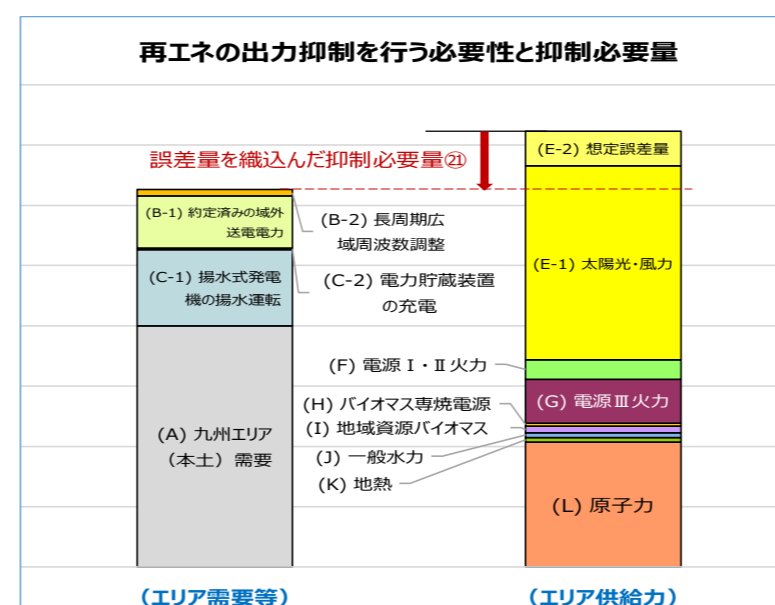 再エネの出力抑制を行う必要性と抑制必要量
誤差量を織込んだ抑制必要量㉑
(B-1) 約定済みの域外
送電電力
(B-2) 長周期広
域周波数調整
(C-1) 揚水式発電
機の揚水運転
(C-2) 電力貯蔵装置
の充電
(A) 九州エリア
（本土）需要
(E-2) 想定誤差量
(E-1) 太陽光・風力
(F) 電源Ⅰ・Ⅱ火力
(G) 電源Ⅲ火力
(H) バイオマス専焼電源
(I) 地域資源バイオマス
(J) 一般水力
(K) 地熱
(L) 原子力
（エリア需要等）
（エリア供給力）